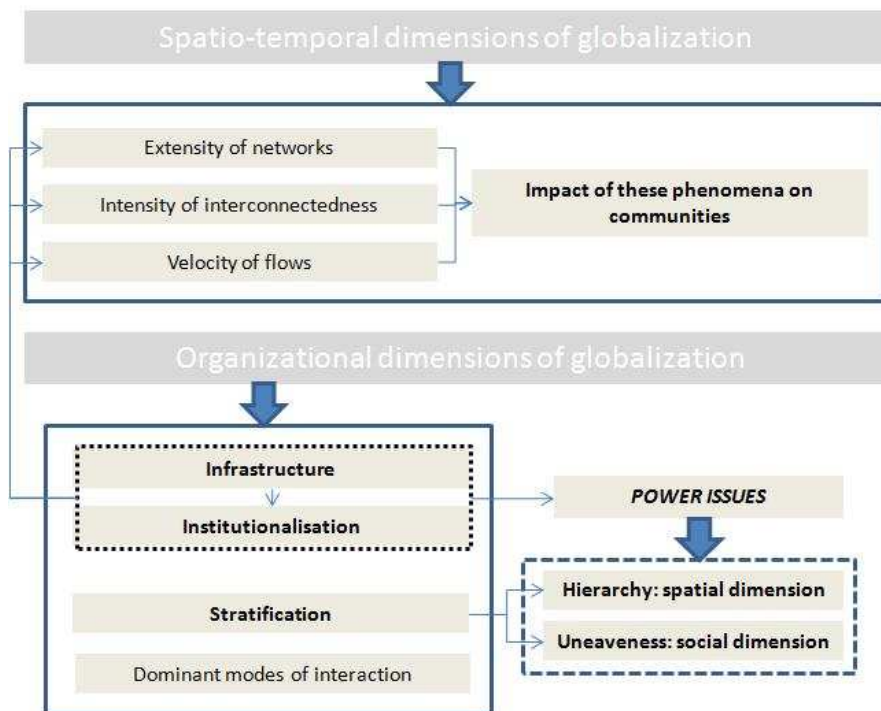 Spatio-temporal dimensions of globalization
Extensity of networks
Intensity of interconnectedness
Velocity of flows
Impact of these phenomena on
communities
Organizational dimensions of globalization
Infrastructure
Institutionalisation
POWER ISSUES
Stratification
Hierarchy: spatial dimension
Uneaveness: social dimension
Dominant modes of interaction